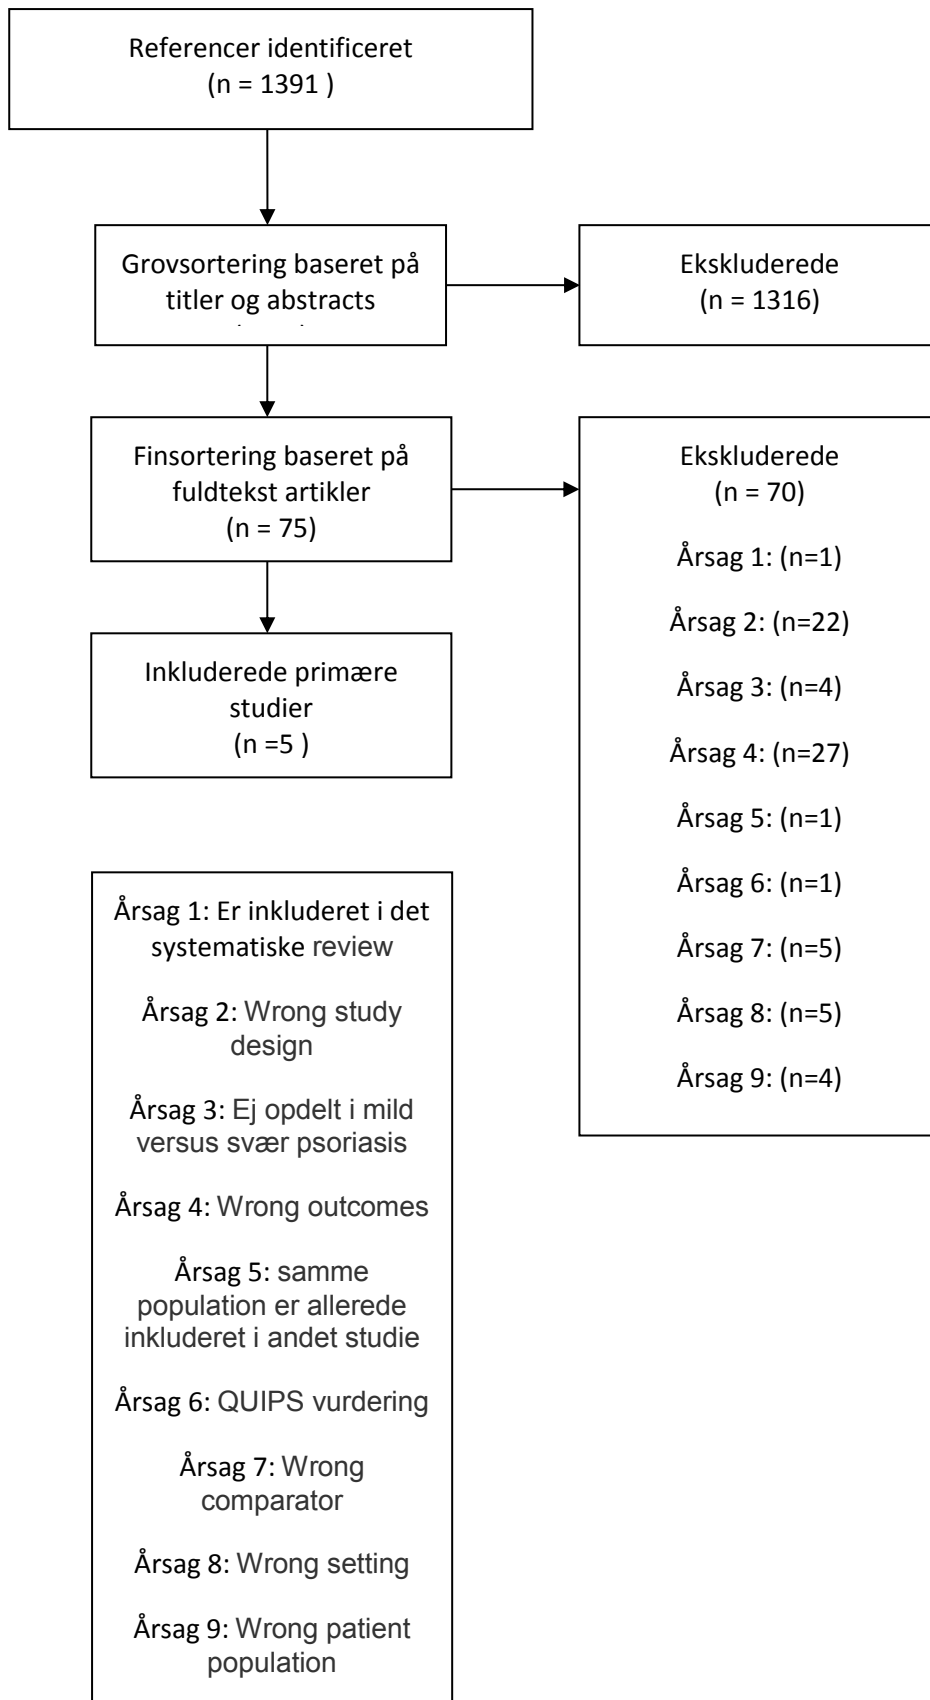 Referencer identificeret
(n = 1391 )
Grovsortering baseret på
titler og abstracts
Ekskluderede
(n = 1316)
Finsortering baseret på
fuldtekst artikler
(n = 75)
Ekskluderede
(n = 70)
Årsag 1: (n=1)
Årsag 2: (n=22)
Årsag 3: (n=4)
Årsag 4: (n=27)
Årsag 5: (n=1)
Årsag 6: (n=1)
Årsag 7: (n=5)
Årsag 8: (n=5)
Årsag 9: (n=4)
Inkluderede primære
studier
(n =5 )
Årsag 1: Er inkluderet i det
systematiske review
Årsag 2: Wrong study
design
Årsag 3: Ej opdelt i mild
versus svær psoriasis
Årsag 4: Wrong outcomes
Årsag 5: samme
population er allerede
inkluderet i andet studie
Årsag 6: QUIPS vurdering
Årsag 7: Wrong
comparator
Årsag 8: Wrong setting
Årsag 9: Wrong patient
population